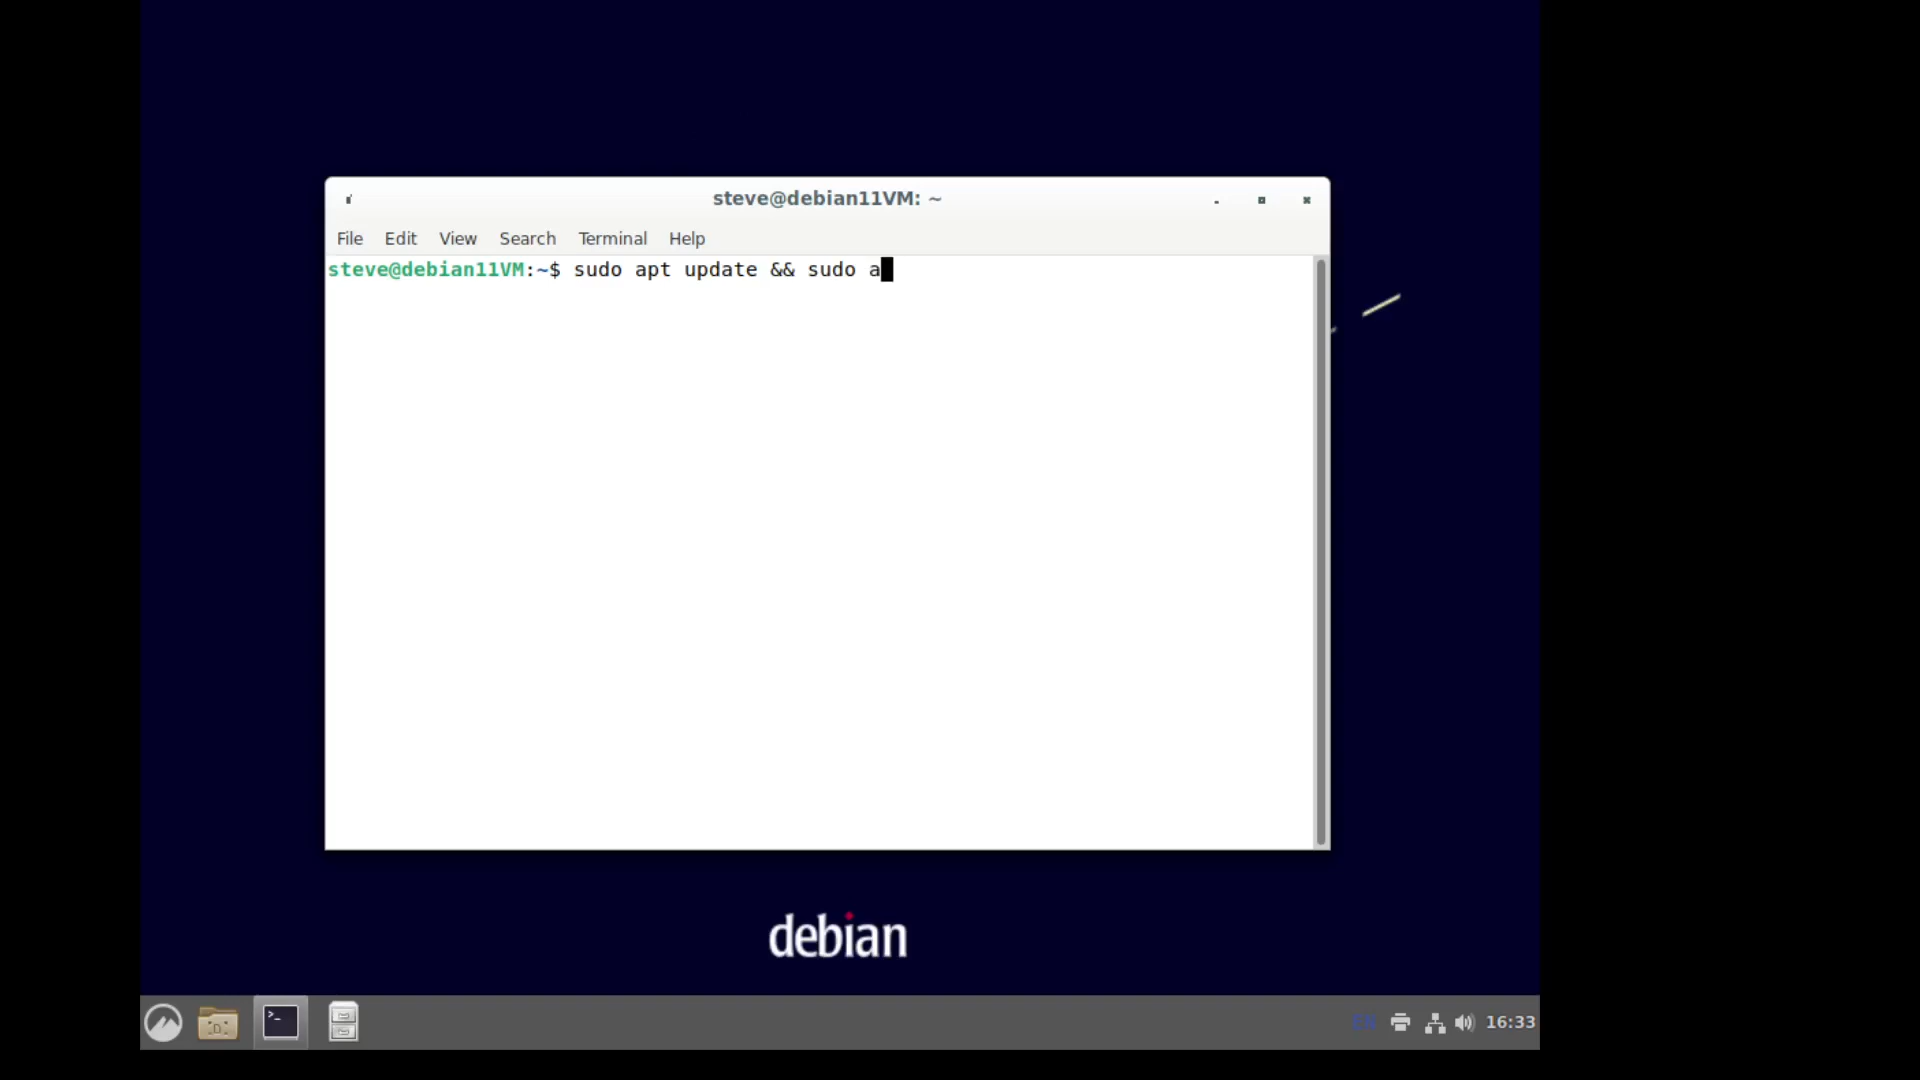 steve@debian11VM: ~
File Edit View Search Terminal Help
steve@debian11VM:~$ sudo apt update && sudo a
debian
16:33